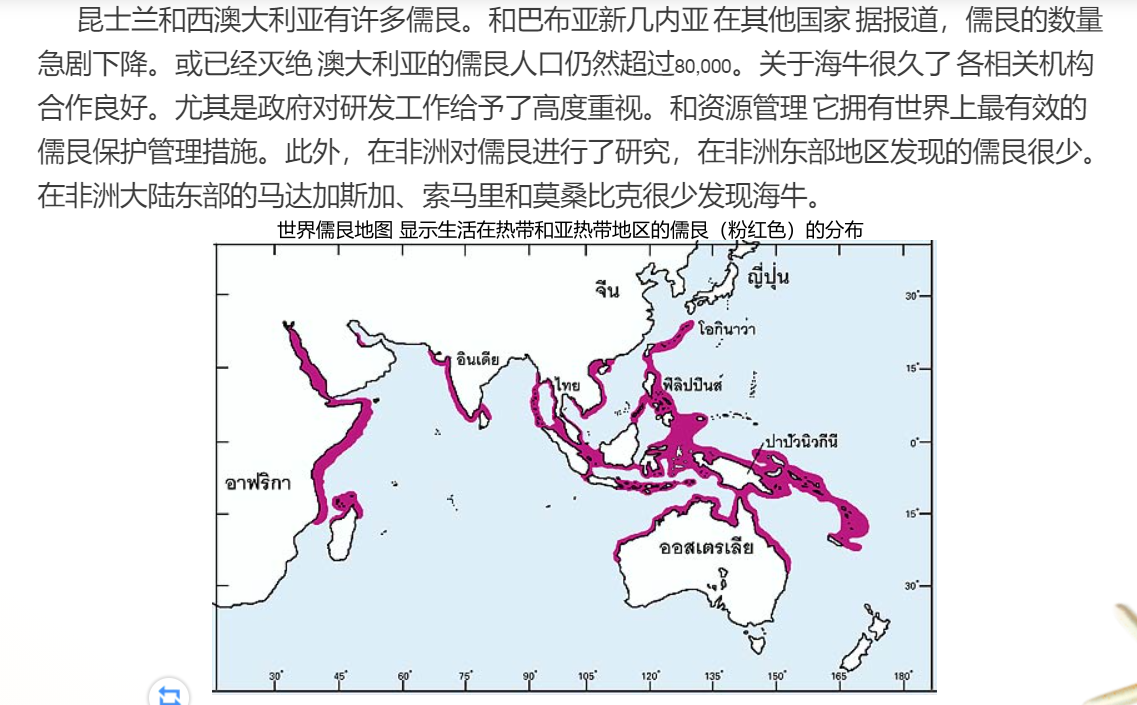 昆士兰和西澳大利亚有许多儒艮。和巴布亚新几内亚 在其他国家 据报道，儒艮的数量
急剧下降。或已经灭绝 澳大利亚的儒艮人口仍然超过80,000。关于海牛很久了 各相关机构
合作良好。尤其是政府对研发工作给予了高度重视。和资源管理 它拥有世界上最有效的
儒艮保护管理措施。此外，在非洲对儒艮进行了研究，在非洲东部地区发现的儒艮很少。
在非洲大陆东部的马达加斯加、索马里和莫桑比克很少发现海牛。
世界儒艮地图 显示生活在热带和亚热带地区的儒艮（粉红色）的分布
จีน
ญี่ปุ่น
30°
โอกินาวา
อินเดีย
15°
ไทย
ฟิลิปปินส์
0°
ปาปัวนิวกินี
อาฟริกา
15°
ออสเตรเลีย
30°
30° 45° 60° 75° 90° 105° 120° 135° 150° 165° 180°